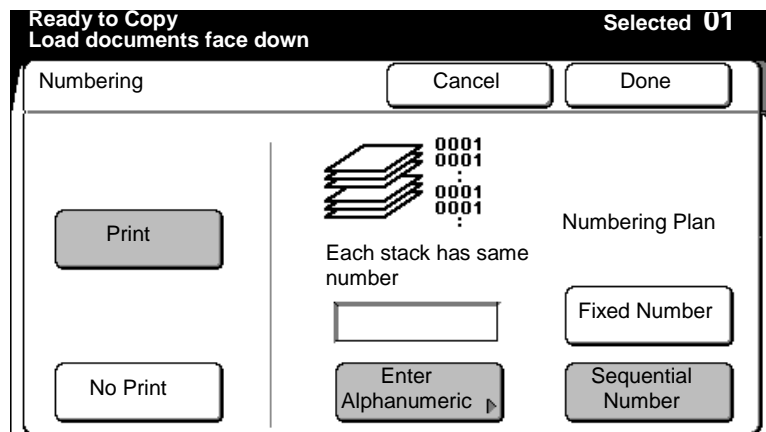 Ready to Copy
Selected 01
Load documents face down
Numbering
Cancel
Done
0001
0001
:
0001
0001
:
Print
Numbering Plan
Each stack has same
number
Fixed Number
No Print
Enter
Alphanumeric
Sequential
Number